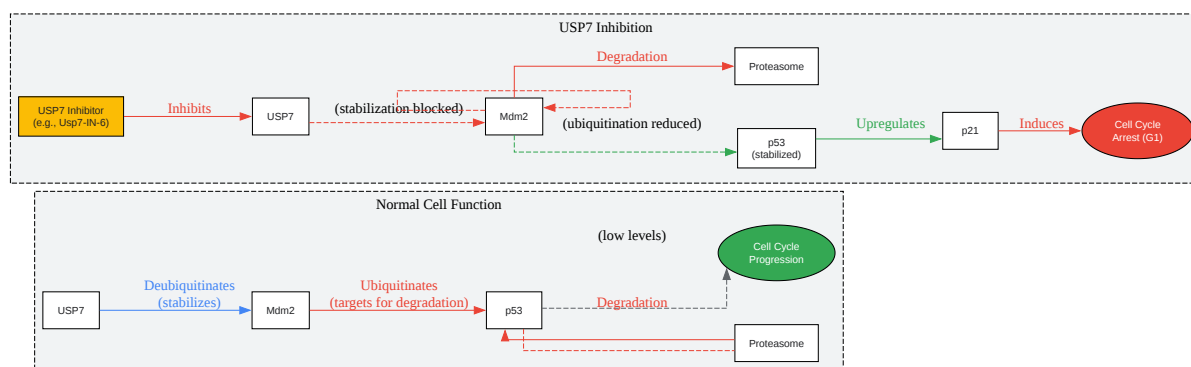 USP7 Inhibition
Degradation
Proteasome
USP7 Inhibitor
(e.g., Usp7-IN-6)
Inhibits
USP7
(stabilization blocked)
Mdm2
(ubiquitination reduced)
p53
(stabilized)
Upregulates
p21
Induces
Cell Cycle
Arrest (G1)
Normal Cell Function
(low levels)
Cell Cycle
Progression
USP7
Deubiquitinates
(stabilizes)
Mdm2
Ubiquitinates
(targets for degradation)
p53
Degradation
Proteasome